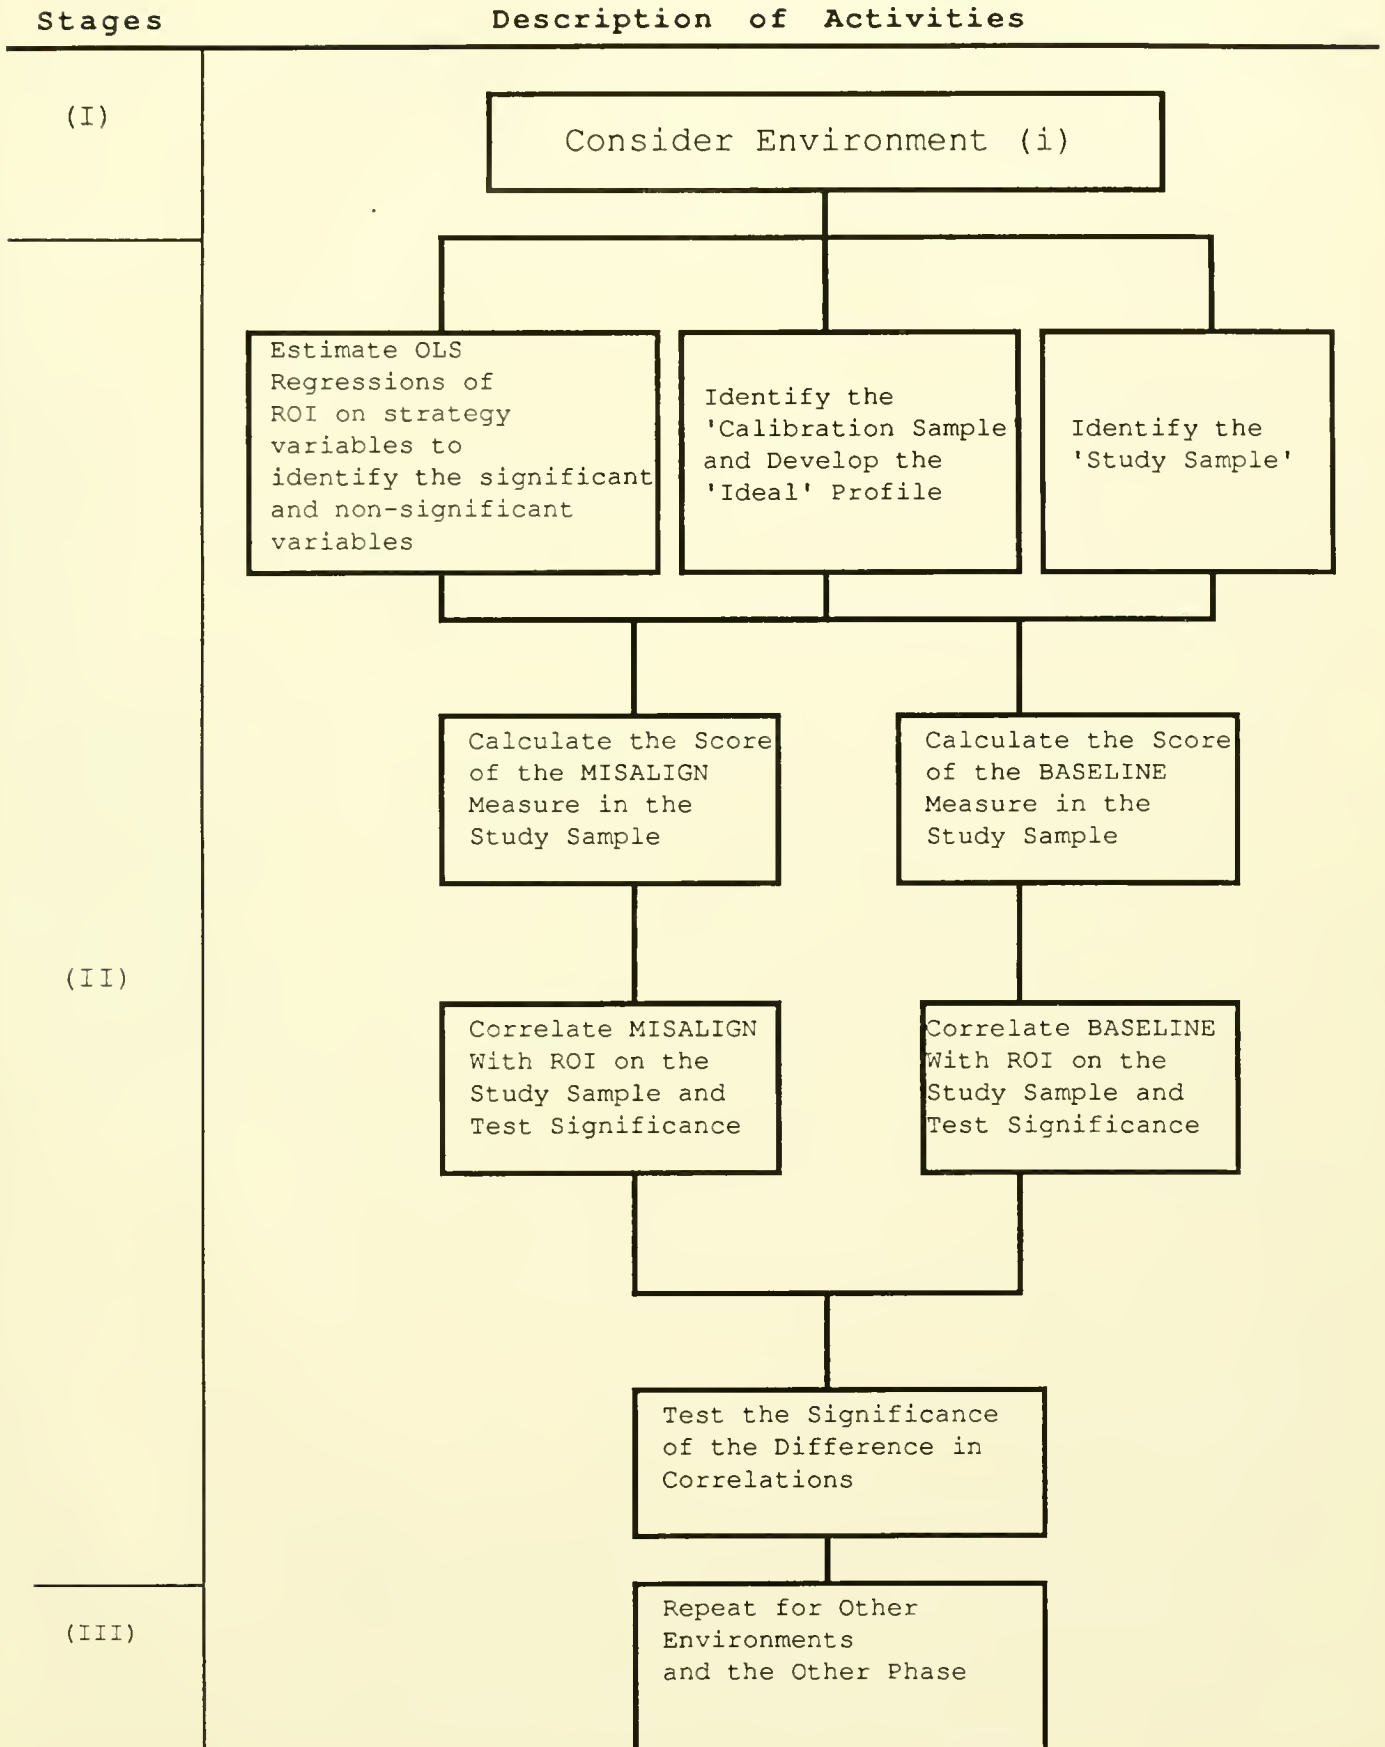 Stages
Description of Activities
(I)
Consider Environment (i)
Estimate OLS
Regressions of
ROI on strategy
variables to
identify the significant
and non-significant
variables
Identify the
'Calibration Sample
and Develop the
'Ideal' Profile
Identify the
'Study Sample'
Calculate the Score
of the MISALIGN
Measure in the
Study Sample
Calculate the Score
of the BASELINE
Measure in the
Study Sample
(II)
Correlate MISALIGN
With ROI on the
Study Sample and
Test Significance
Correlate BASELINE
With ROI on the
Study Sample and
Test Significance
Test the Significance
of the Difference in
Correlations
(III)
Repeat for Other
Environments
and the Other Phase